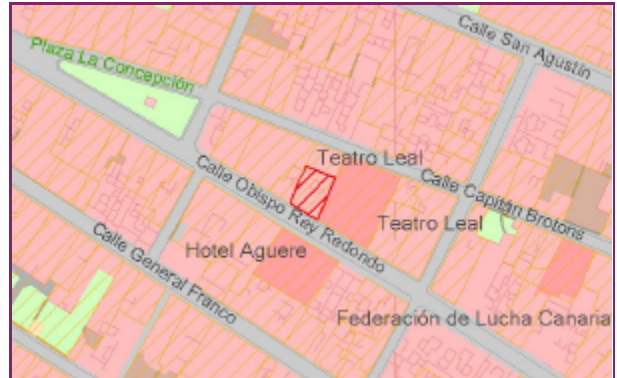 Calle San Agustín
Plaza La Concepción
Teatro Leal
Calle Capitán Brotons
Calle Obispo Rey Redondo
Teatro Leal
Hotel Aguere
Calle General Franco
Federación de Lucha Canaria